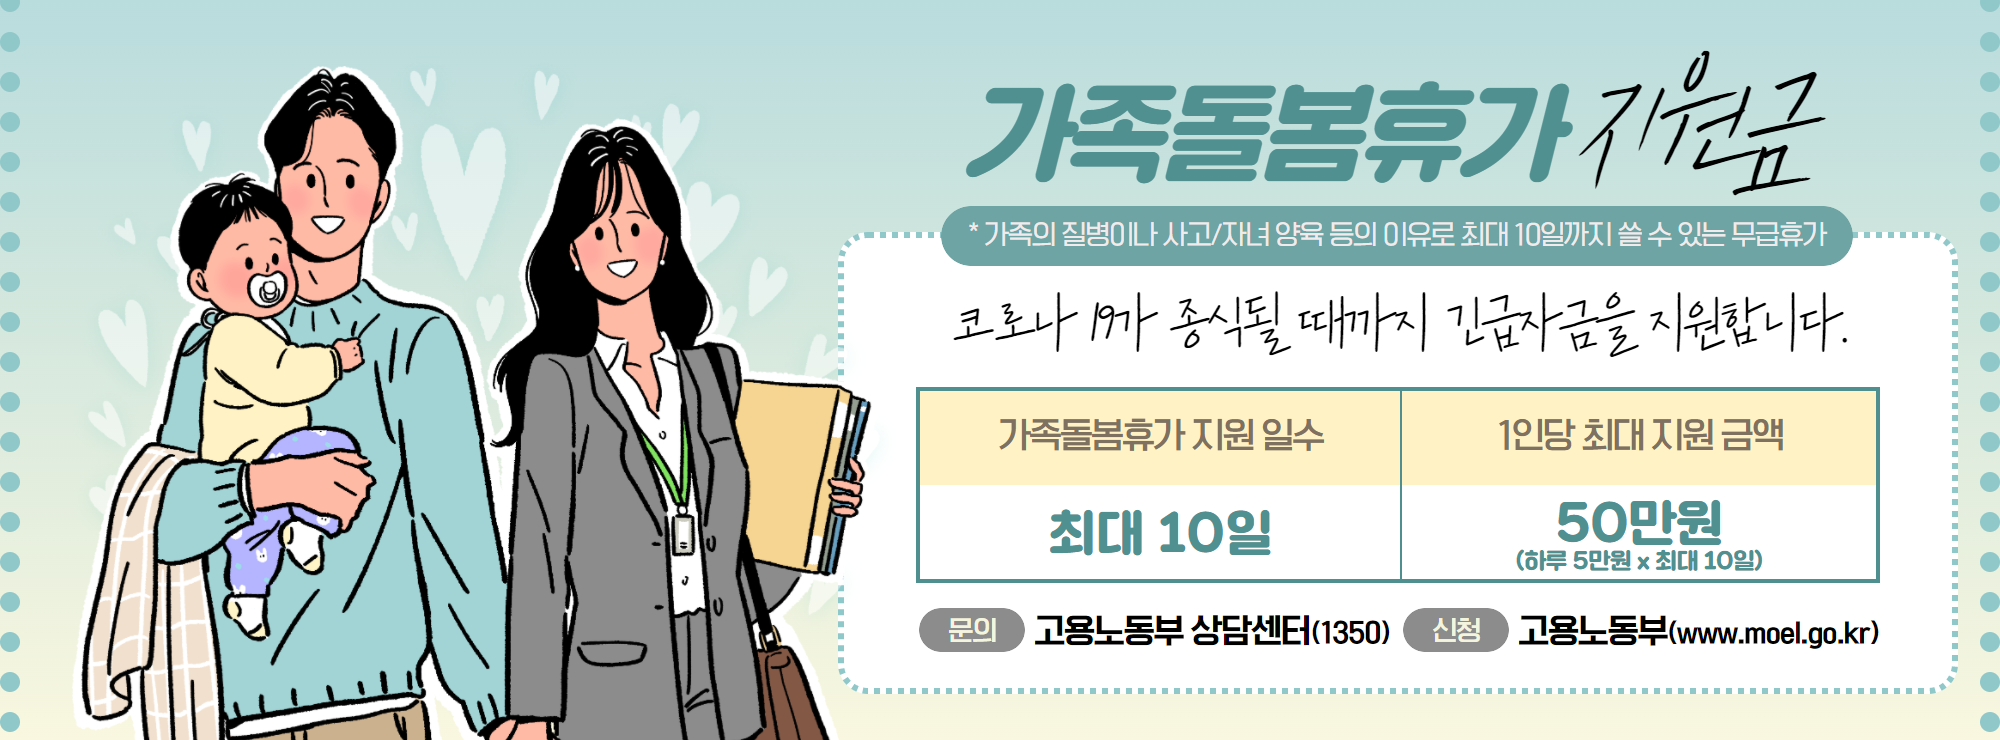 가족돌봄휴가 지원금
* 가족의 질병이나 사고/자녀 양육 등의 이유로 최대 10일까지 쓸 수 있는 무급휴가
코로나 19가 종식될 때까지 긴급자금을 지원합니다.
가족돌봄휴가 지원 일수
1인당 최대 지원 금액
최대 10일
50만원
(하루 5만원 x 최대 10일)
문의 고용노동부 상담센터(1350)
신청 고용노동부(www.moel.go.kr)